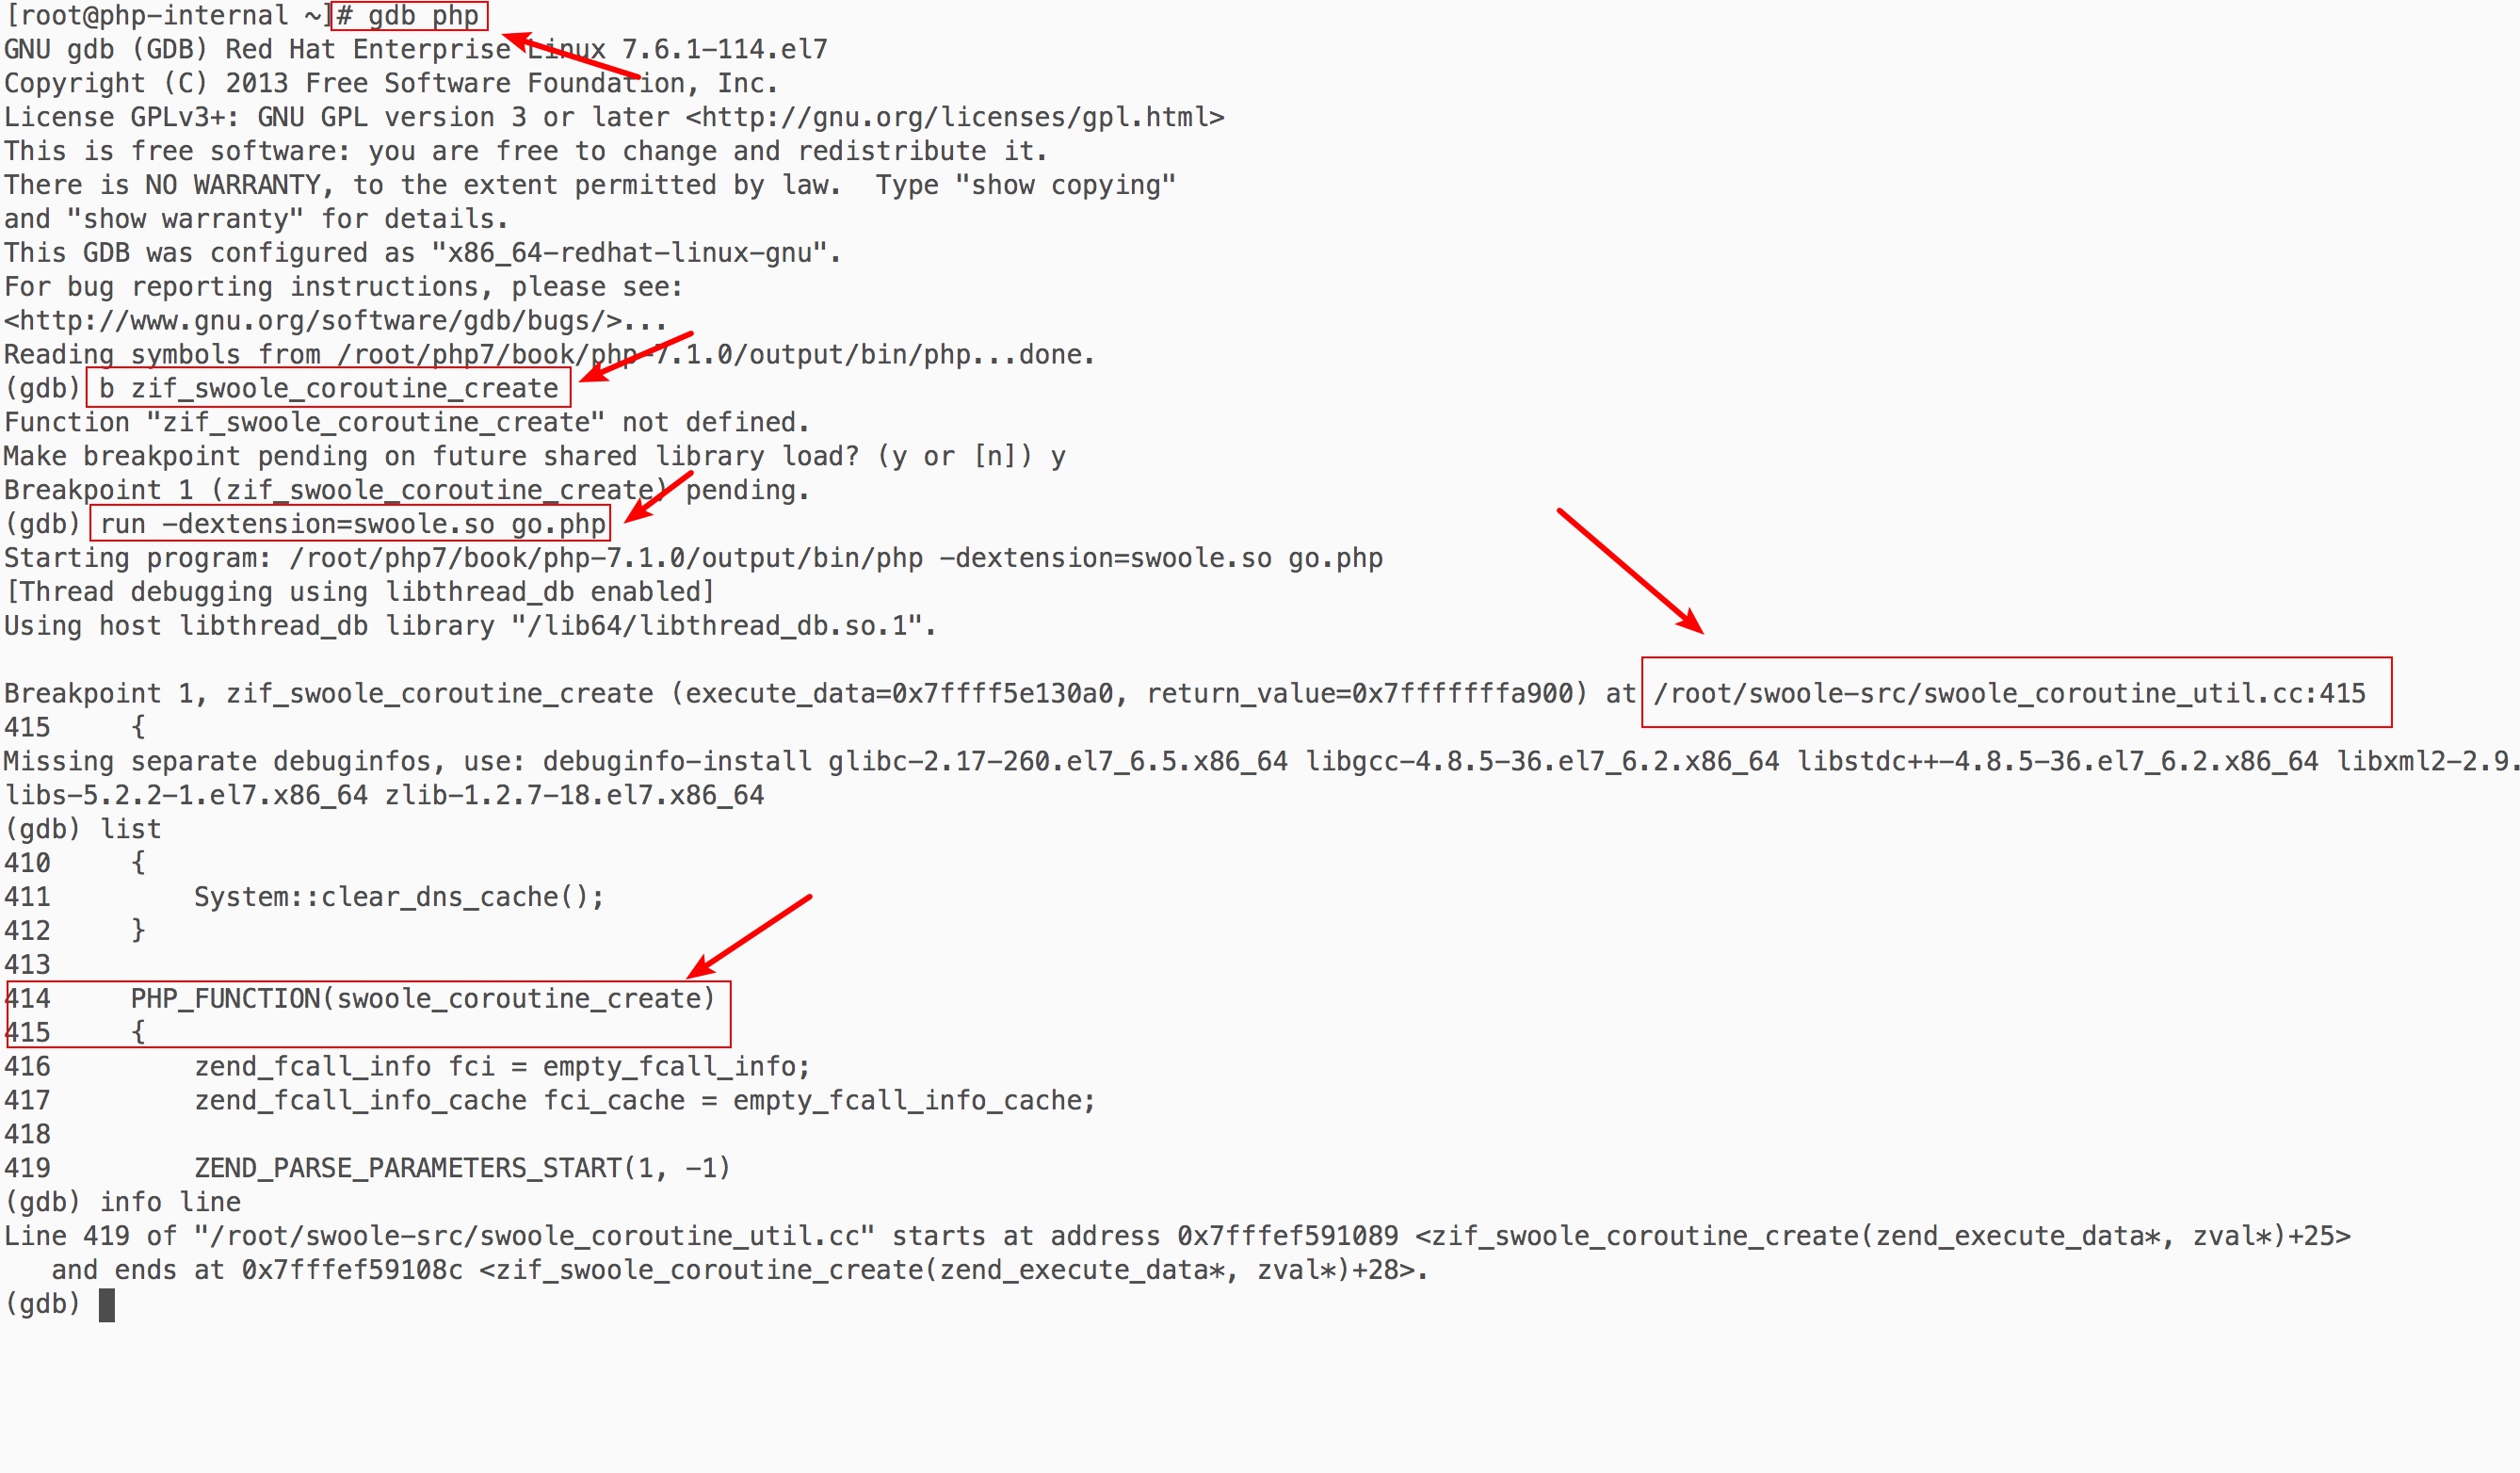 [root@php-internal ~]# gdb php
GNU gdb (GDB) Red Hat Enterprise Linux 7.6.1-114.el7
Copyright (C) 2013 Free Software Foundation, Inc.
License GPLv3+: GNU GPL version 3 or later <http://gnu.org/licenses/gpl.html>
This is free software: you are free to change and redistribute it.
There is NO WARRANTY, to the extent permitted by law.  Type "show copying"
and "show warranty" for details.
This GDB was configured as "x86_64-redhat-linux-gnu".
For bug reporting instructions, please see:
<http://www.gnu.org/software/gdb/bugs/>...
Reading symbols from /root/php7/book/php-7.1.0/output/bin/php...done.
(gdb) b zif_swoole_coroutine_create
Function "zif_swoole_coroutine_create" not defined.
Make breakpoint pending on future shared library load? (y or [n]) y
Breakpoint 1 (zif_swoole_coroutine_create) pending.
(gdb) run -dextension=swoole.so go.php
Starting program: /root/php7/book/php-7.1.0/output/bin/php -dextension=swoole.so go.php
[Thread debugging using libthread_db enabled]
Using host libthread_db library "/lib64/libthread_db.so.1".
Breakpoint 1, zif_swoole_coroutine_create (execute_data=0x7ffff5e130a0, return_value=0x7fffffffa900) at /root/swoole-src/swoole_coroutine_util.cc:415
415     {
Missing separate debuginfos, use: debuginfo-install glibc-2.17-260.el7_6.5.x86_64 libgcc-4.8.5-36.el7_6.2.x86_64 libstdc++-4.8.5-36.el7_6.2.x86_64 libxml2-2.9.
libs-5.2.2-1.el7.x86_64 zlib-1.2.7-18.el7.x86_64
(gdb) list
410     {
411         System::clear_dns_cache();
412     }
413
414     PHP_FUNCTION(swoole_coroutine_create)
415     {
416         zend_fcall_info fci = empty_fcall_info;
417         zend_fcall_info_cache fci_cache = empty_fcall_info_cache;
418
419         ZEND_PARSE_PARAMETERS_START(1, -1)
(gdb) info line
Line 419 of "/root/swoole-src/swoole_coroutine_util.cc" starts at address 0x7fffef591089 <zif_swoole_coroutine_create(zend_execute_data*, zval*)+25>
   and ends at 0x7fffef59108c <zif_swoole_coroutine_create(zend_execute_data*, zval*)+28>.
(gdb)